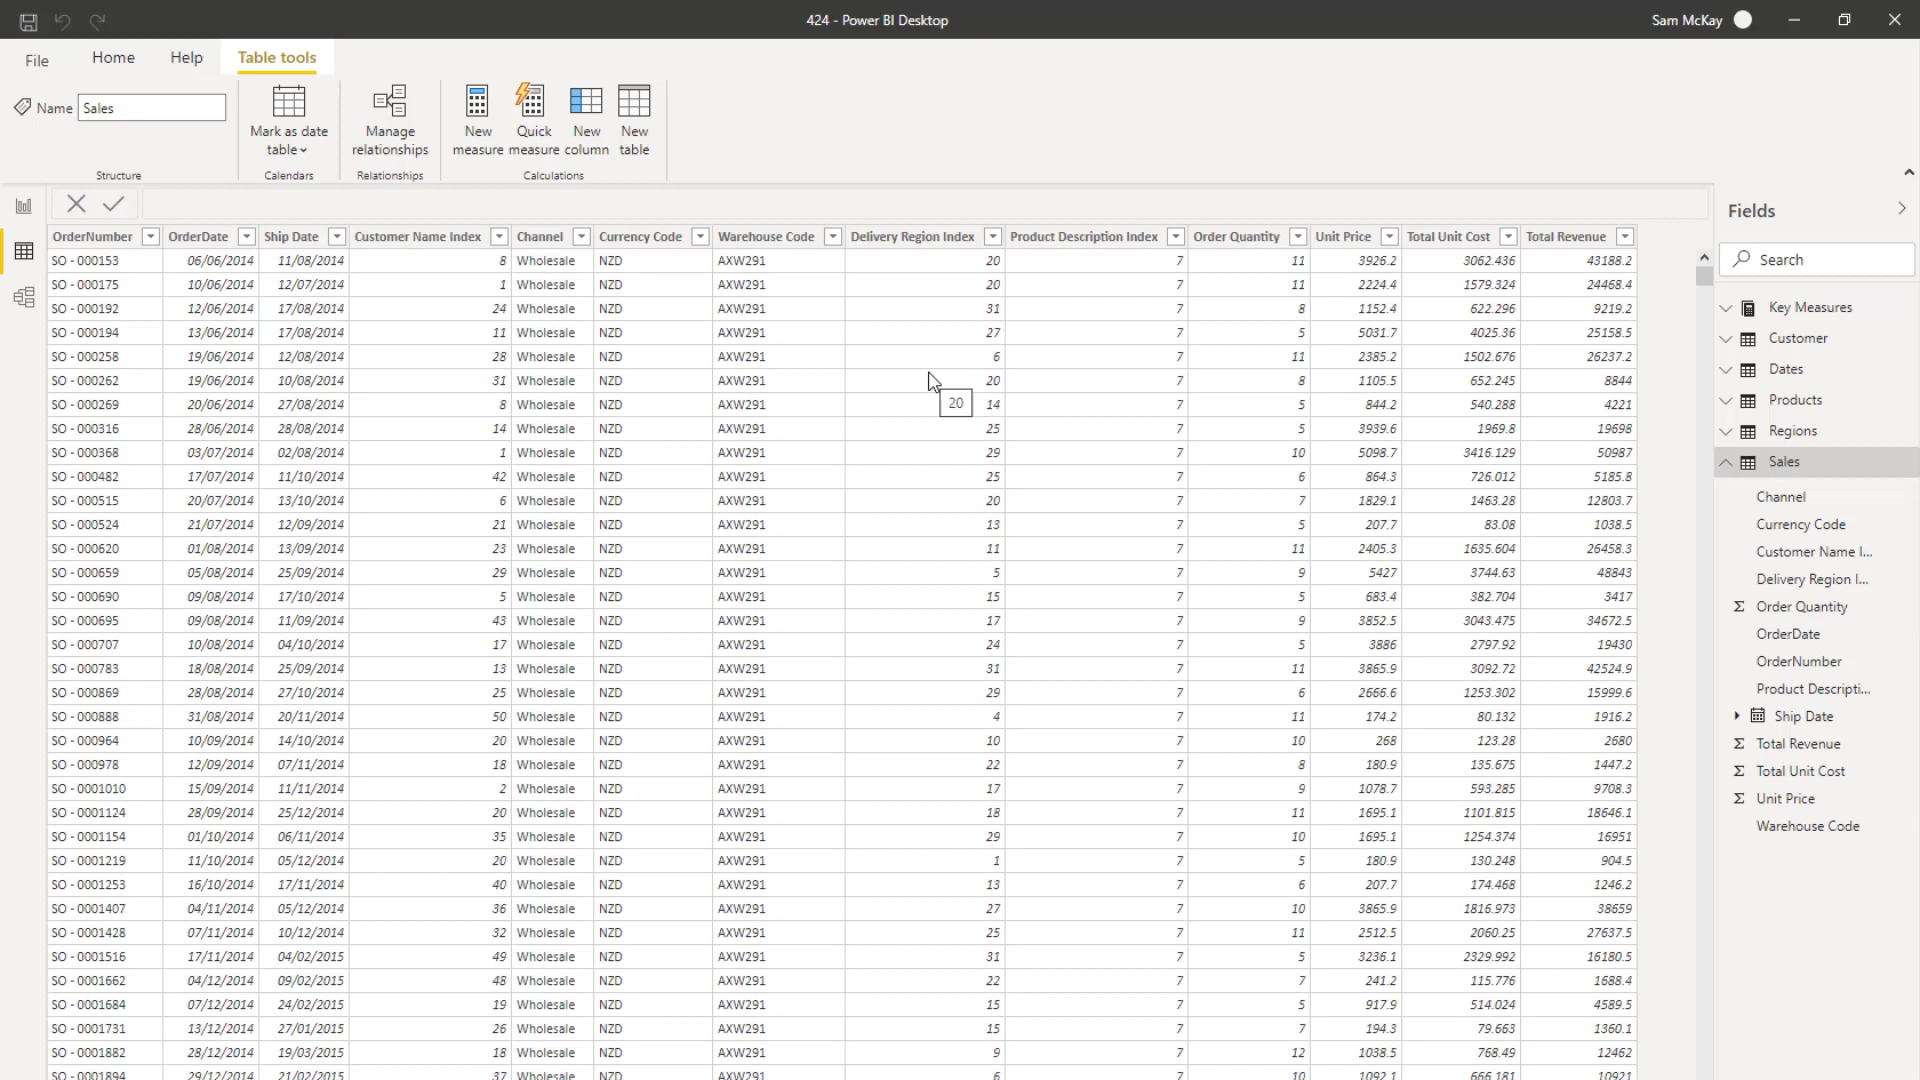 424 - Power BI Desktop
Sam McKay
File Home Help Table tools
Name Sales
Mark as date table
Manage relationships
New measure
Quick measure
New column
New table
Structure Calendars Relationships Calculations
OrderNumber OrderDate Ship Date Customer Name Index Channel Currency Code Warehouse Code Delivery Region Index Product Description Index Order Quantity Unit Price Total Unit Cost Total Revenue
SO - 000153 06/06/2014 11/08/2014 8 Wholesale NZD AXW291 20 7 11 3926.2 3062.436 43188.2
SO - 000175 10/06/2014 12/07/2014 1 Wholesale NZD AXW291 20 7 11 2224.4 1579.324 24468.4
SO - 000192 12/06/2014 17/08/2014 24 Wholesale NZD AXW291 31 7 8 1152.4 622.296 9219.2
SO - 000194 13/06/2014 17/08/2014 11 Wholesale NZD AXW291 27 7 5 5031.7 4025.36 25158.5
SO - 000258 19/06/2014 12/08/2014 28 Wholesale NZD AXW291 6 7 11 2385.2 1502.676 26237.2
SO - 000262 19/06/2014 10/08/2014 31 Wholesale NZD AXW291 20 7 8 1105.5 652.245 8844
SO - 000269 20/06/2014 27/08/2014 8 Wholesale NZD AXW291 14 7 5 844.2 540.288 4221
20
SO - 000316 28/06/2014 28/08/2014 14 Wholesale NZD AXW291 25 7 5 3939.6 1969.8 19698
SO - 000368 03/07/2014 02/08/2014 1 Wholesale NZD AXW291 29 7 10 5098.7 3416.129 50987
SO - 000482 17/07/2014 11/10/2014 42 Wholesale NZD AXW291 25 7 6 864.3 726.012 5185.8
SO - 000515 20/07/2014 13/10/2014 6 Wholesale NZD AXW291 20 7 7 1829.1 1463.28 12803.7
SO - 000524 21/07/2014 12/09/2014 21 Wholesale NZD AXW291 13 7 5 207.7 83.08 1038.5
SO - 000620 01/08/2014 13/09/2014 23 Wholesale NZD AXW291 11 7 11 2405.3 1635.604 26458.3
SO - 000659 05/08/2014 25/09/2014 29 Wholesale NZD AXW291 5 7 9 5427 3744.63 48843
SO - 000690 09/08/2014 17/10/2014 5 Wholesale NZD AXW291 15 7 5 683.4 382.704 3417
SO - 000695 09/08/2014 11/09/2014 43 Wholesale NZD AXW291 17 7 9 3852.5 3043.475 34672.5
SO - 000707 10/08/2014 04/10/2014 17 Wholesale NZD AXW291 24 7 5 3886 2797.92 19430
SO - 000783 18/08/2014 25/09/2014 13 Wholesale NZD AXW291 31 7 11 3865.9 3092.72 42524.9
SO - 000869 28/08/2014 27/10/2014 25 Wholesale NZD AXW291 29 7 6 2666.6 1253.302 15999.6
SO - 000888 31/08/2014 20/11/2014 50 Wholesale NZD AXW291 4 7 11 174.2 80.132 1916.2
SO - 000964 10/09/2014 14/10/2014 20 Wholesale NZD AXW291 10 7 10 268 123.28 2680
SO - 000978 12/09/2014 07/11/2014 18 Wholesale NZD AXW291 22 7 8 180.9 135.675 1447.2
SO - 0001010 15/09/2014 11/11/2014 2 Wholesale NZD AXW291 17 7 9 1078.7 593.285 9708.3
SO - 0001124 28/09/2014 25/12/2014 20 Wholesale NZD AXW291 18 7 11 1695.1 1101.815 18646.1
SO - 0001154 01/10/2014 06/11/2014 35 Wholesale NZD AXW291 29 7 10 1695.1 1254.374 16951
SO - 0001219 11/10/2014 05/12/2014 20 Wholesale NZD AXW291 1 7 5 180.9 130.248 904.5
SO - 0001253 16/10/2014 17/11/2014 40 Wholesale NZD AXW291 13 7 6 207.7 174.468 1246.2
SO - 0001407 04/11/2014 05/12/2014 36 Wholesale NZD AXW291 27 7 10 3865.9 1816.973 38659
SO - 0001428 07/11/2014 10/12/2014 32 Wholesale NZD AXW291 25 7 11 2512.5 2060.25 27637.5
SO - 0001516 17/11/2014 04/02/2015 49 Wholesale NZD AXW291 31 7 5 3236.1 2329.992 16180.5
SO - 0001662 04/12/2014 09/02/2015 48 Wholesale NZD AXW291 22 7 7 241.2 115.776 1688.4
SO - 0001684 07/12/2014 24/02/2015 19 Wholesale NZD AXW291 15 7 5 917.9 514.024 4589.5
SO - 0001731 13/12/2014 27/01/2015 26 Wholesale NZD AXW291 15 7 7 194.3 79.663 1360.1
SO - 0001882 28/12/2014 19/03/2015 18 Wholesale NZD AXW291 9 7 12 1038.5 768.49 12462
SO - 0001894 29/12/2014 21/02/2015 37 Wholesale NZD AXW291 6 7 10 1092.1 666.181 10921
Fields
Search
Key Measures
Customer
Dates
Products
Regions
Sales
Channel
Currency Code
Customer Name I...
Delivery Region I...
Σ Order Quantity
OrderDate
OrderNumber
Product Descripti...
Ship Date
Σ Total Revenue
Σ Total Unit Cost
Σ Unit Price
Warehouse Code